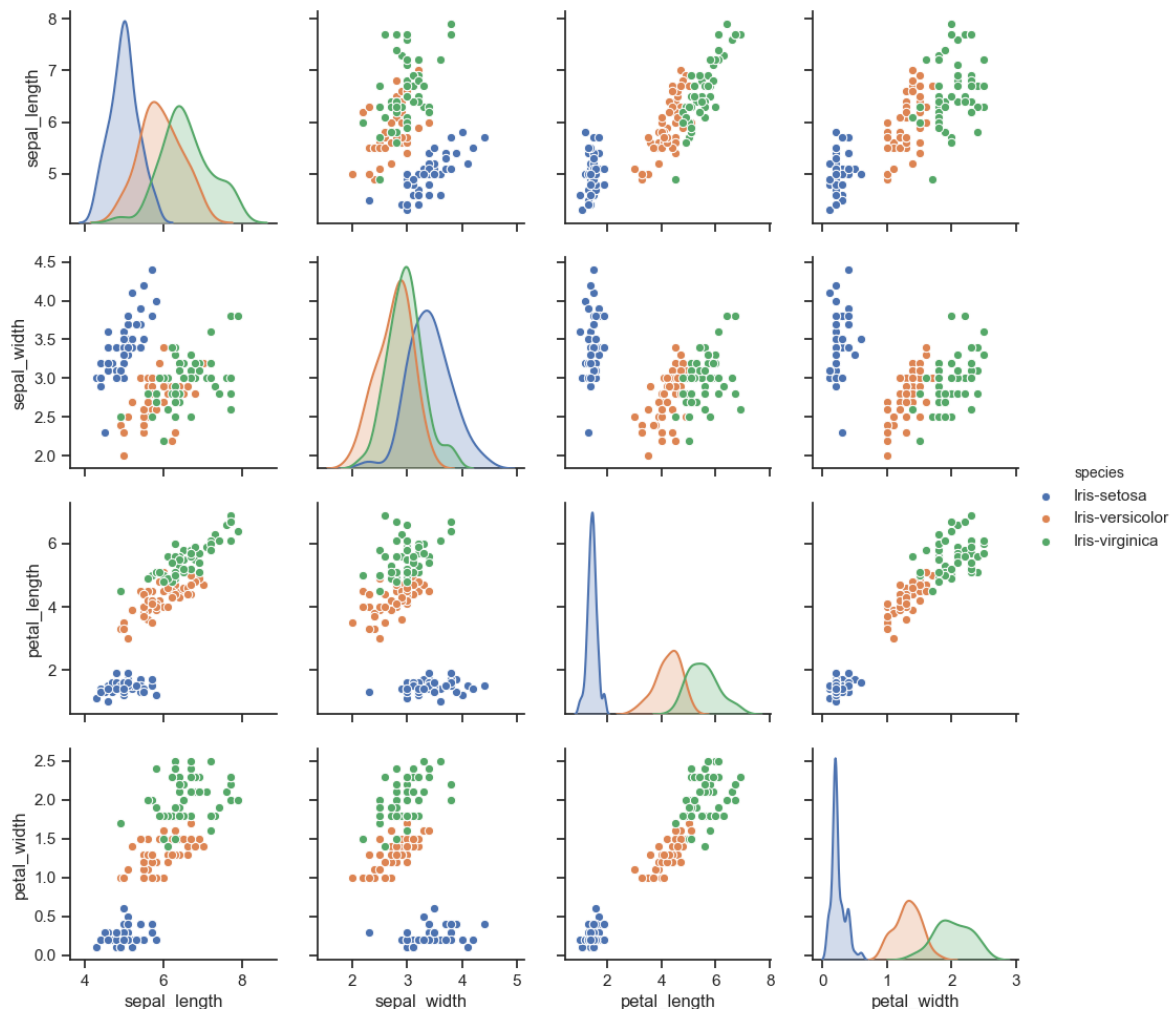 8
7
6
5
sepal_length
4.5
4.0
3.5
3.0
2.5
2.0
sepal_width
6
4
2
petal_length
2.5
2.0
1.5
1.0
0.5
0.0
petal_width
4 6 8
sepal_length
2 3 4 5
sepal_width
2 4 6 8
petal_length
0 1 2 3
petal_width
species
Iris-setosa
Iris-versicolor
Iris-virginica